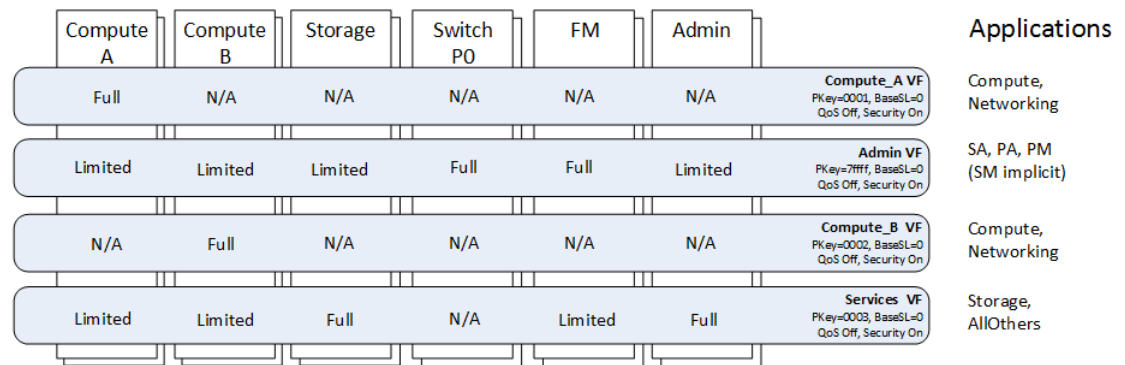 Compute A
Compute B
Storage
Switch P0
FM
Admin
Applications
Full
N/A
N/A
N/A
N/A
N/A
Compute_A VF
PKey=0001, BaseSL=0
QoS Off, Security On
Compute,
Networking
Limited
Limited
Limited
Full
Full
Limited
Admin VF
PKey=7ffff, BaseSL=0
QoS Off, Security On
SA, PA, PM
(SM implicit)
N/A
Full
N/A
N/A
N/A
N/A
Compute_B VF
PKey=0002, BaseSL=0
QoS Off, Security On
Compute,
Networking
Limited
Limited
Full
N/A
Limited
Full
Services VF
PKey=0003, BaseSL=0
QoS Off, Security On
Storage,
AllOthers